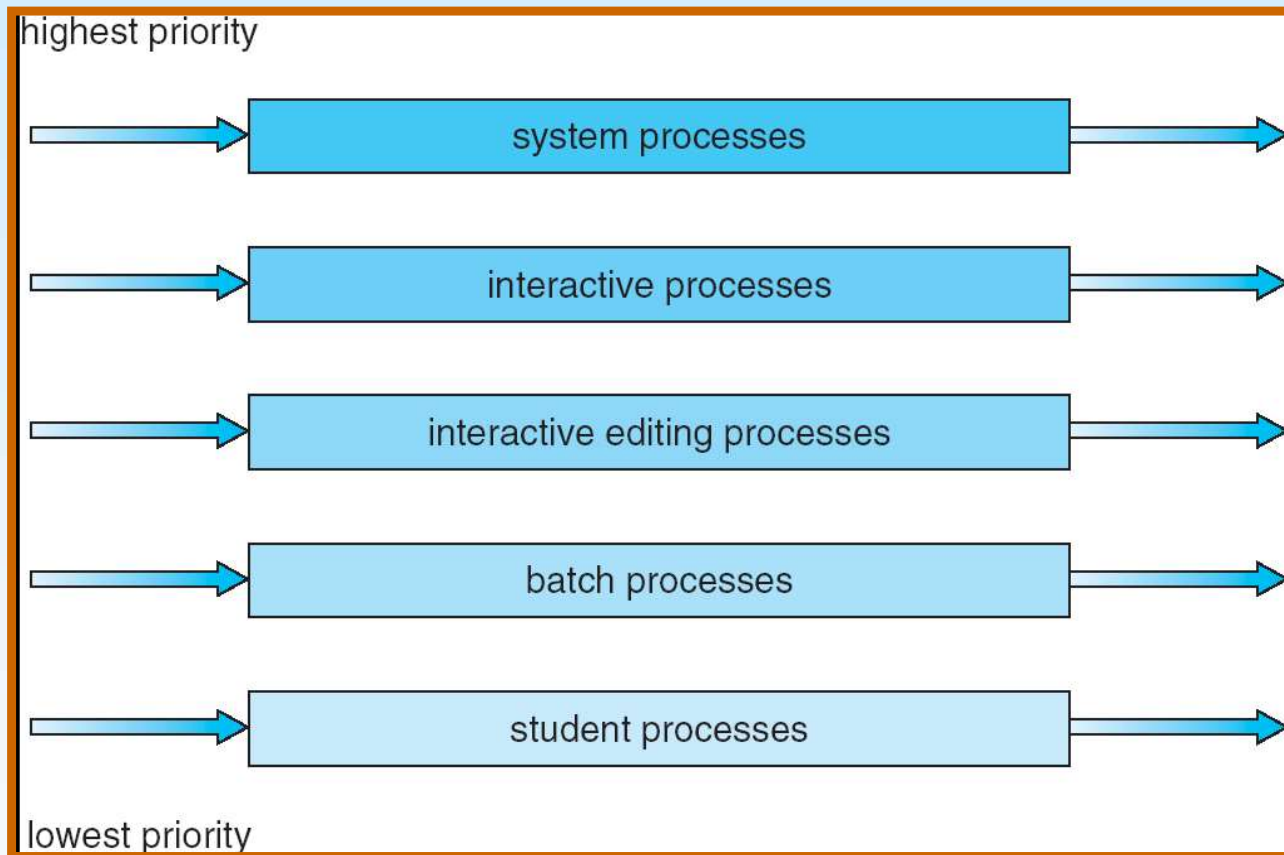 highest priority
system processes
interactive processes
interactive editing processes
batch processes
student processes
lowest priority